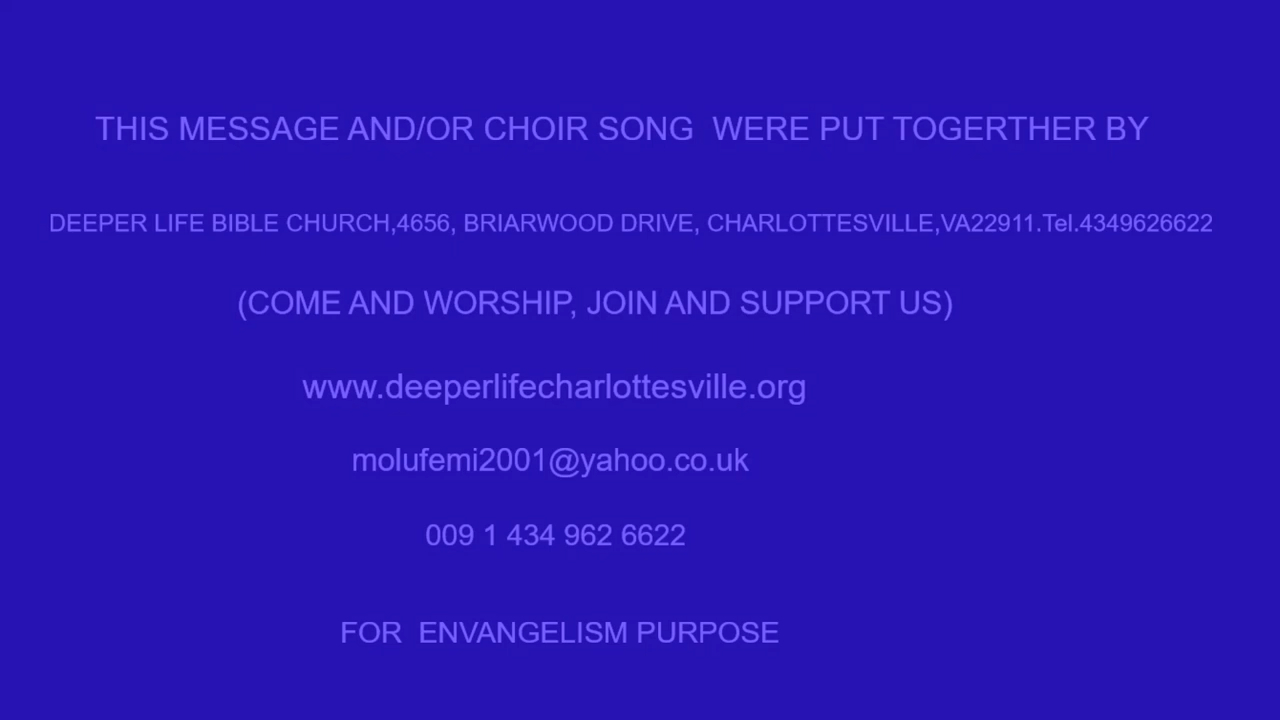 THIS MESSAGE AND/OR CHOIR SONG  WERE PUT TOGERTHER BY
DEEPER LIFE BIBLE CHURCH,4656, BRIARWOOD DRIVE, CHARLOTTESVILLE,VA22911.Tel.4349626622
(COME AND WORSHIP, JOIN AND SUPPORT US)
www.deeperlifecharlottesville.org
molufemi2001@yahoo.co.uk
009 1 434 962 6622
FOR  ENVANGELISM PURPOSE